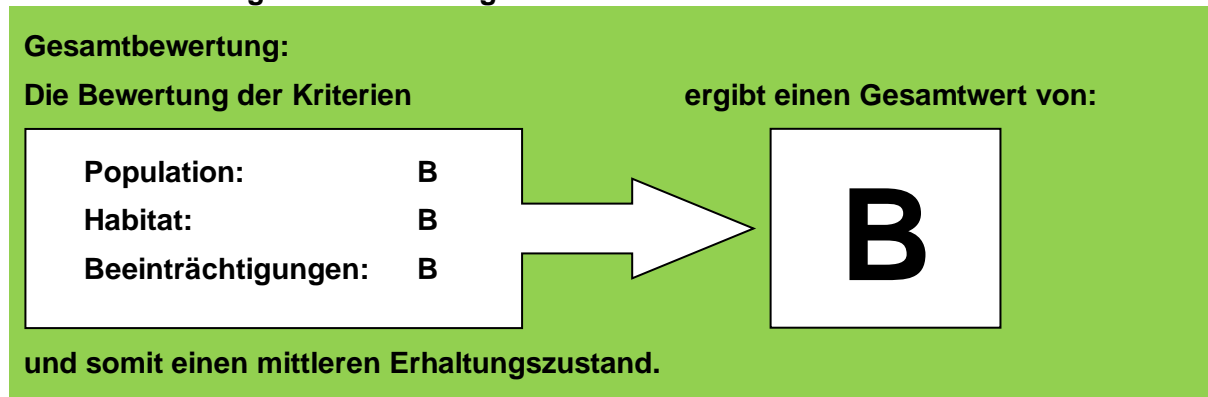 Gesamtbewertung:
Die Bewertung der Kriterien ergibt einen Gesamtwert von:
Population: B
Habitat: B
Beeinträchtigungen: B
B
und somit einen mittleren Erhaltungszustand.